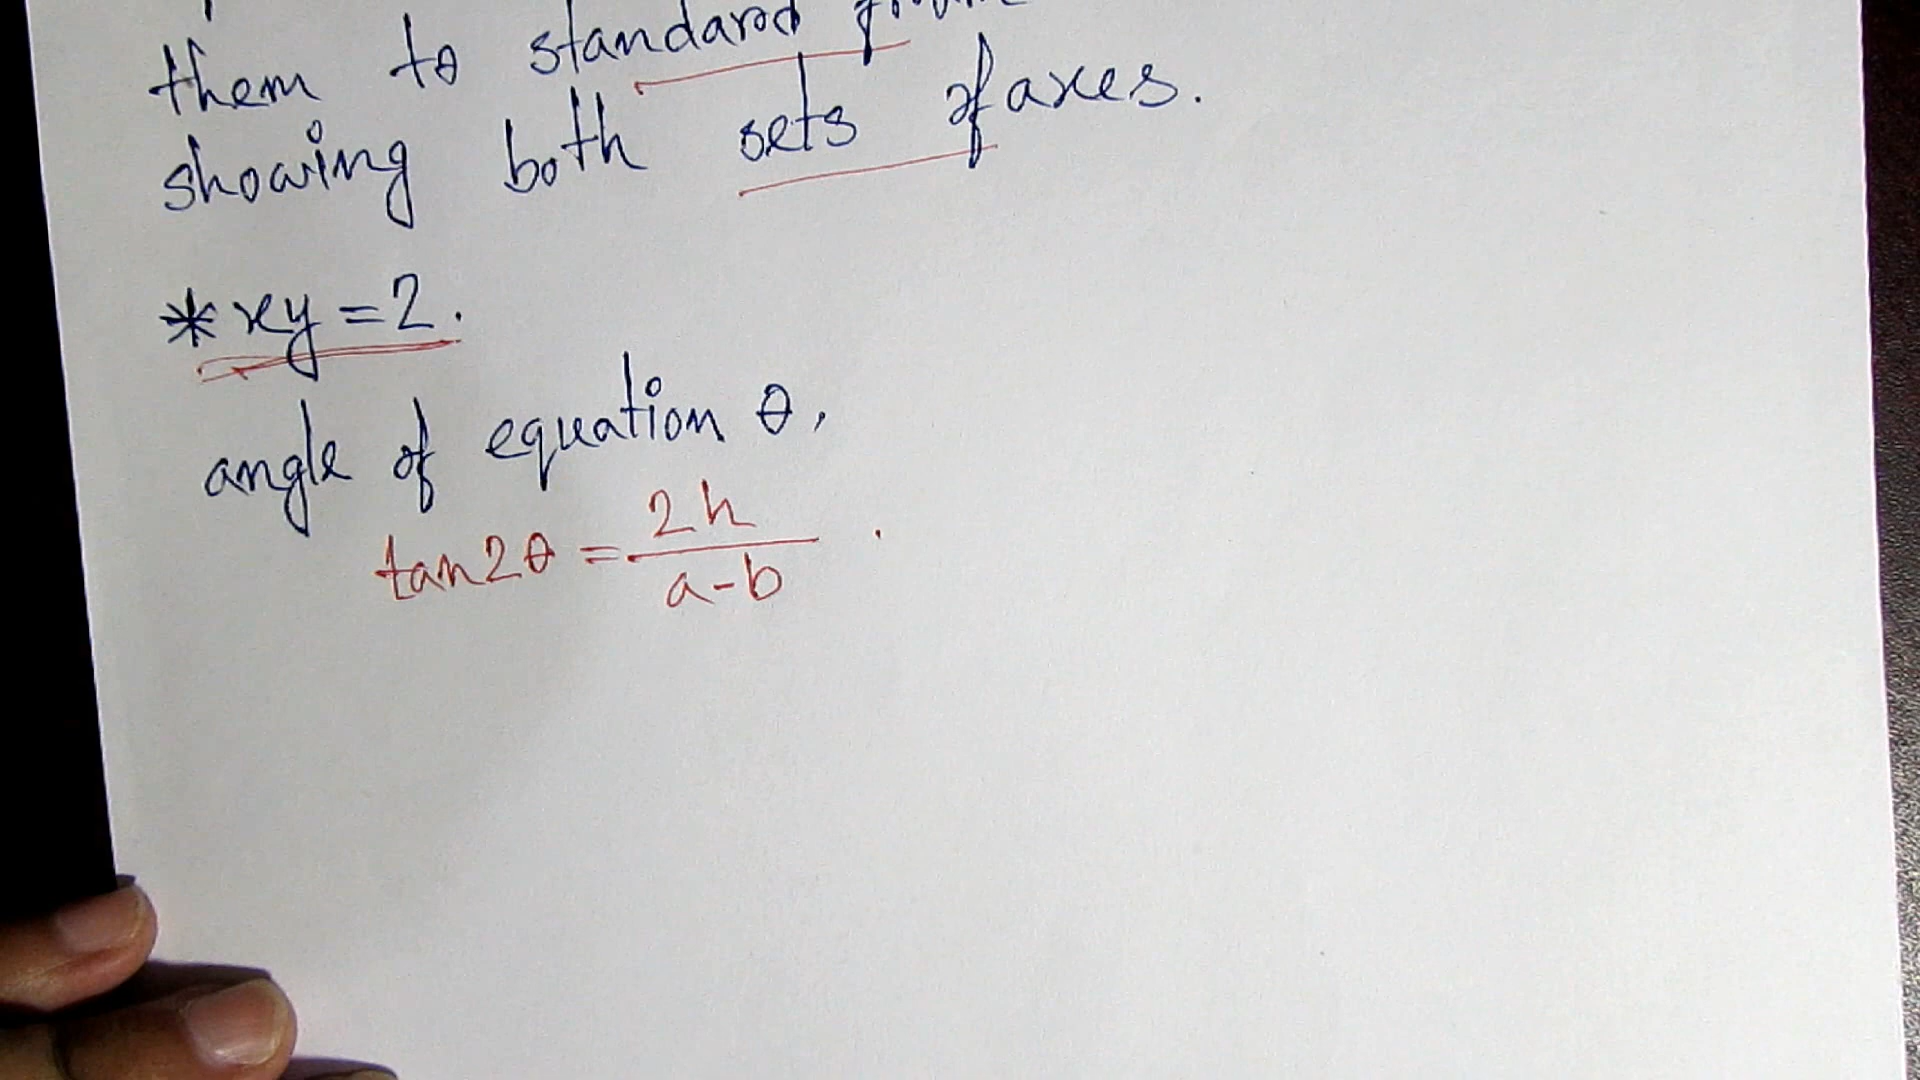 them to standard
showing both sets of axes.
* xy = 2.
angle of equation θ,
tan2θ = 2h / a-b .